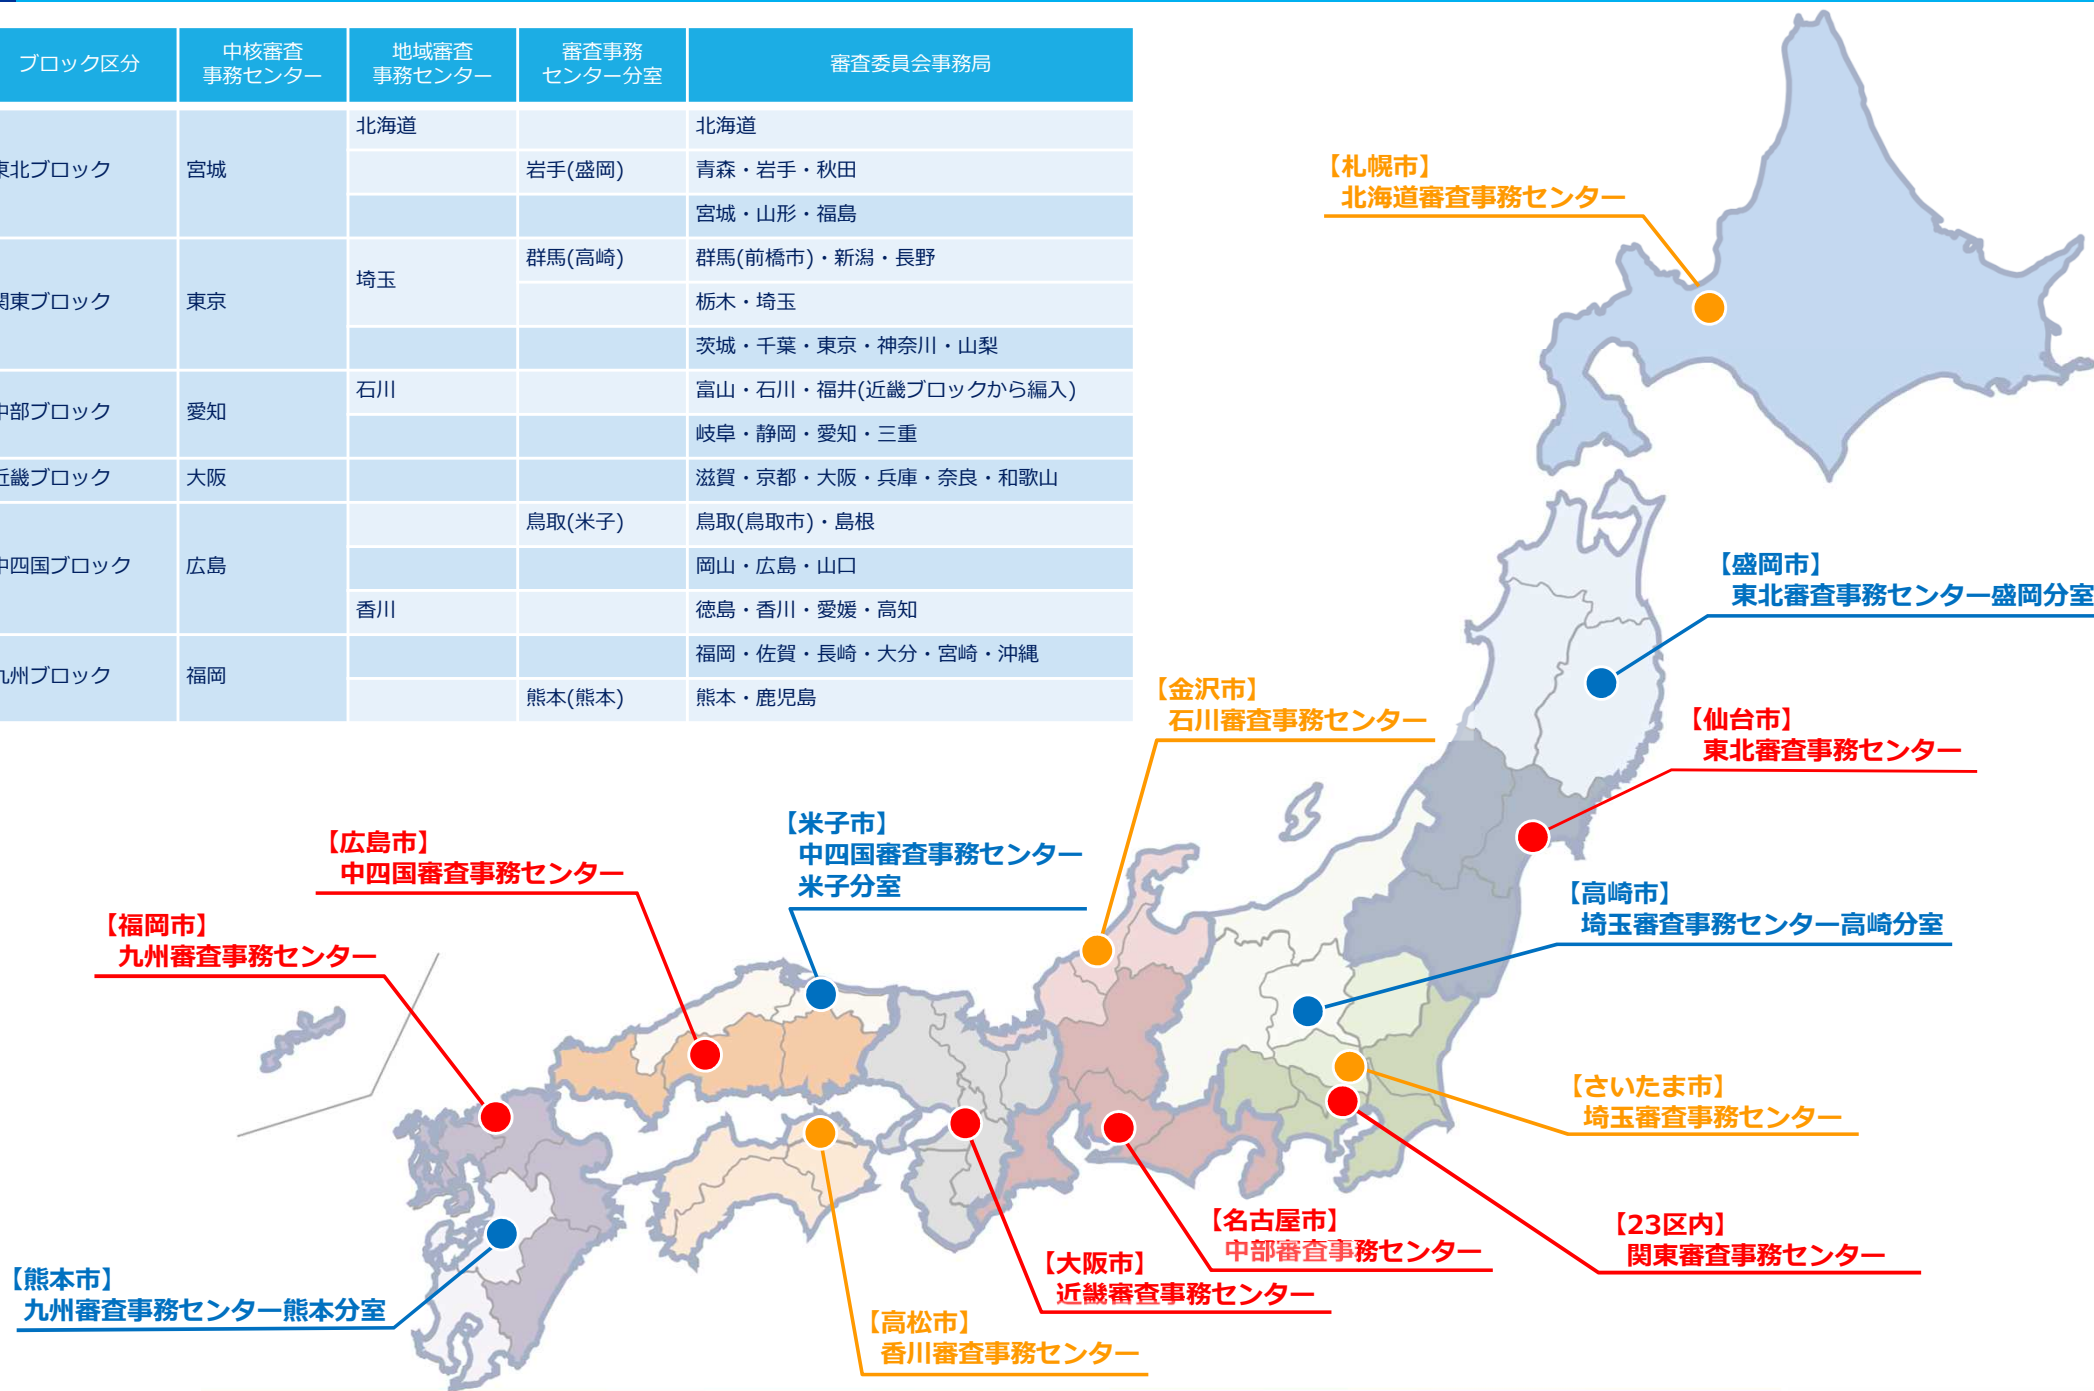 ブロック区分
中核審査
事務センター
地域審査
事務センター
審査事務
センター分室
審査委員会事務局
東北ブロック
宮城
北海道
北海道
岩手(盛岡)
青森・岩手・秋田
宮城・山形・福島
関東ブロック
東京
埼玉
群馬(高崎)
群馬(前橋市)・新潟・長野
栃木・埼玉
茨城・千葉・東京・神奈川・山梨
中部ブロック
愛知
石川
富山・石川・福井(近畿ブロックから編入)
岐阜・静岡・愛知・三重
近畿ブロック
大阪
滋賀・京都・大阪・兵庫・奈良・和歌山
中四国ブロック
広島
鳥取(米子)
鳥取(鳥取市)・島根
岡山・広島・山口
香川
徳島・香川・愛媛・高知
九州ブロック
福岡
福岡・佐賀・長崎・大分・宮崎・沖縄
熊本(熊本)
熊本・鹿児島
【札幌市】
北海道審査事務センター
【盛岡市】
東北審査事務センター盛岡分室
【金沢市】
石川審査事務センター
【仙台市】
東北審査事務センター
【米子市】
中四国審査事務センター
米子分室
【広島市】
中四国審査事務センター
【高崎市】
埼玉審査事務センター高崎分室
【福岡市】
九州審査事務センター
【さいたま市】
埼玉審査事務センター
【名古屋市】
中部審査事務センター
【23区内】
関東審査事務センター
【大阪市】
近畿審査事務センター
【熊本市】
九州審査事務センター熊本分室
【高松市】
香川審査事務センター